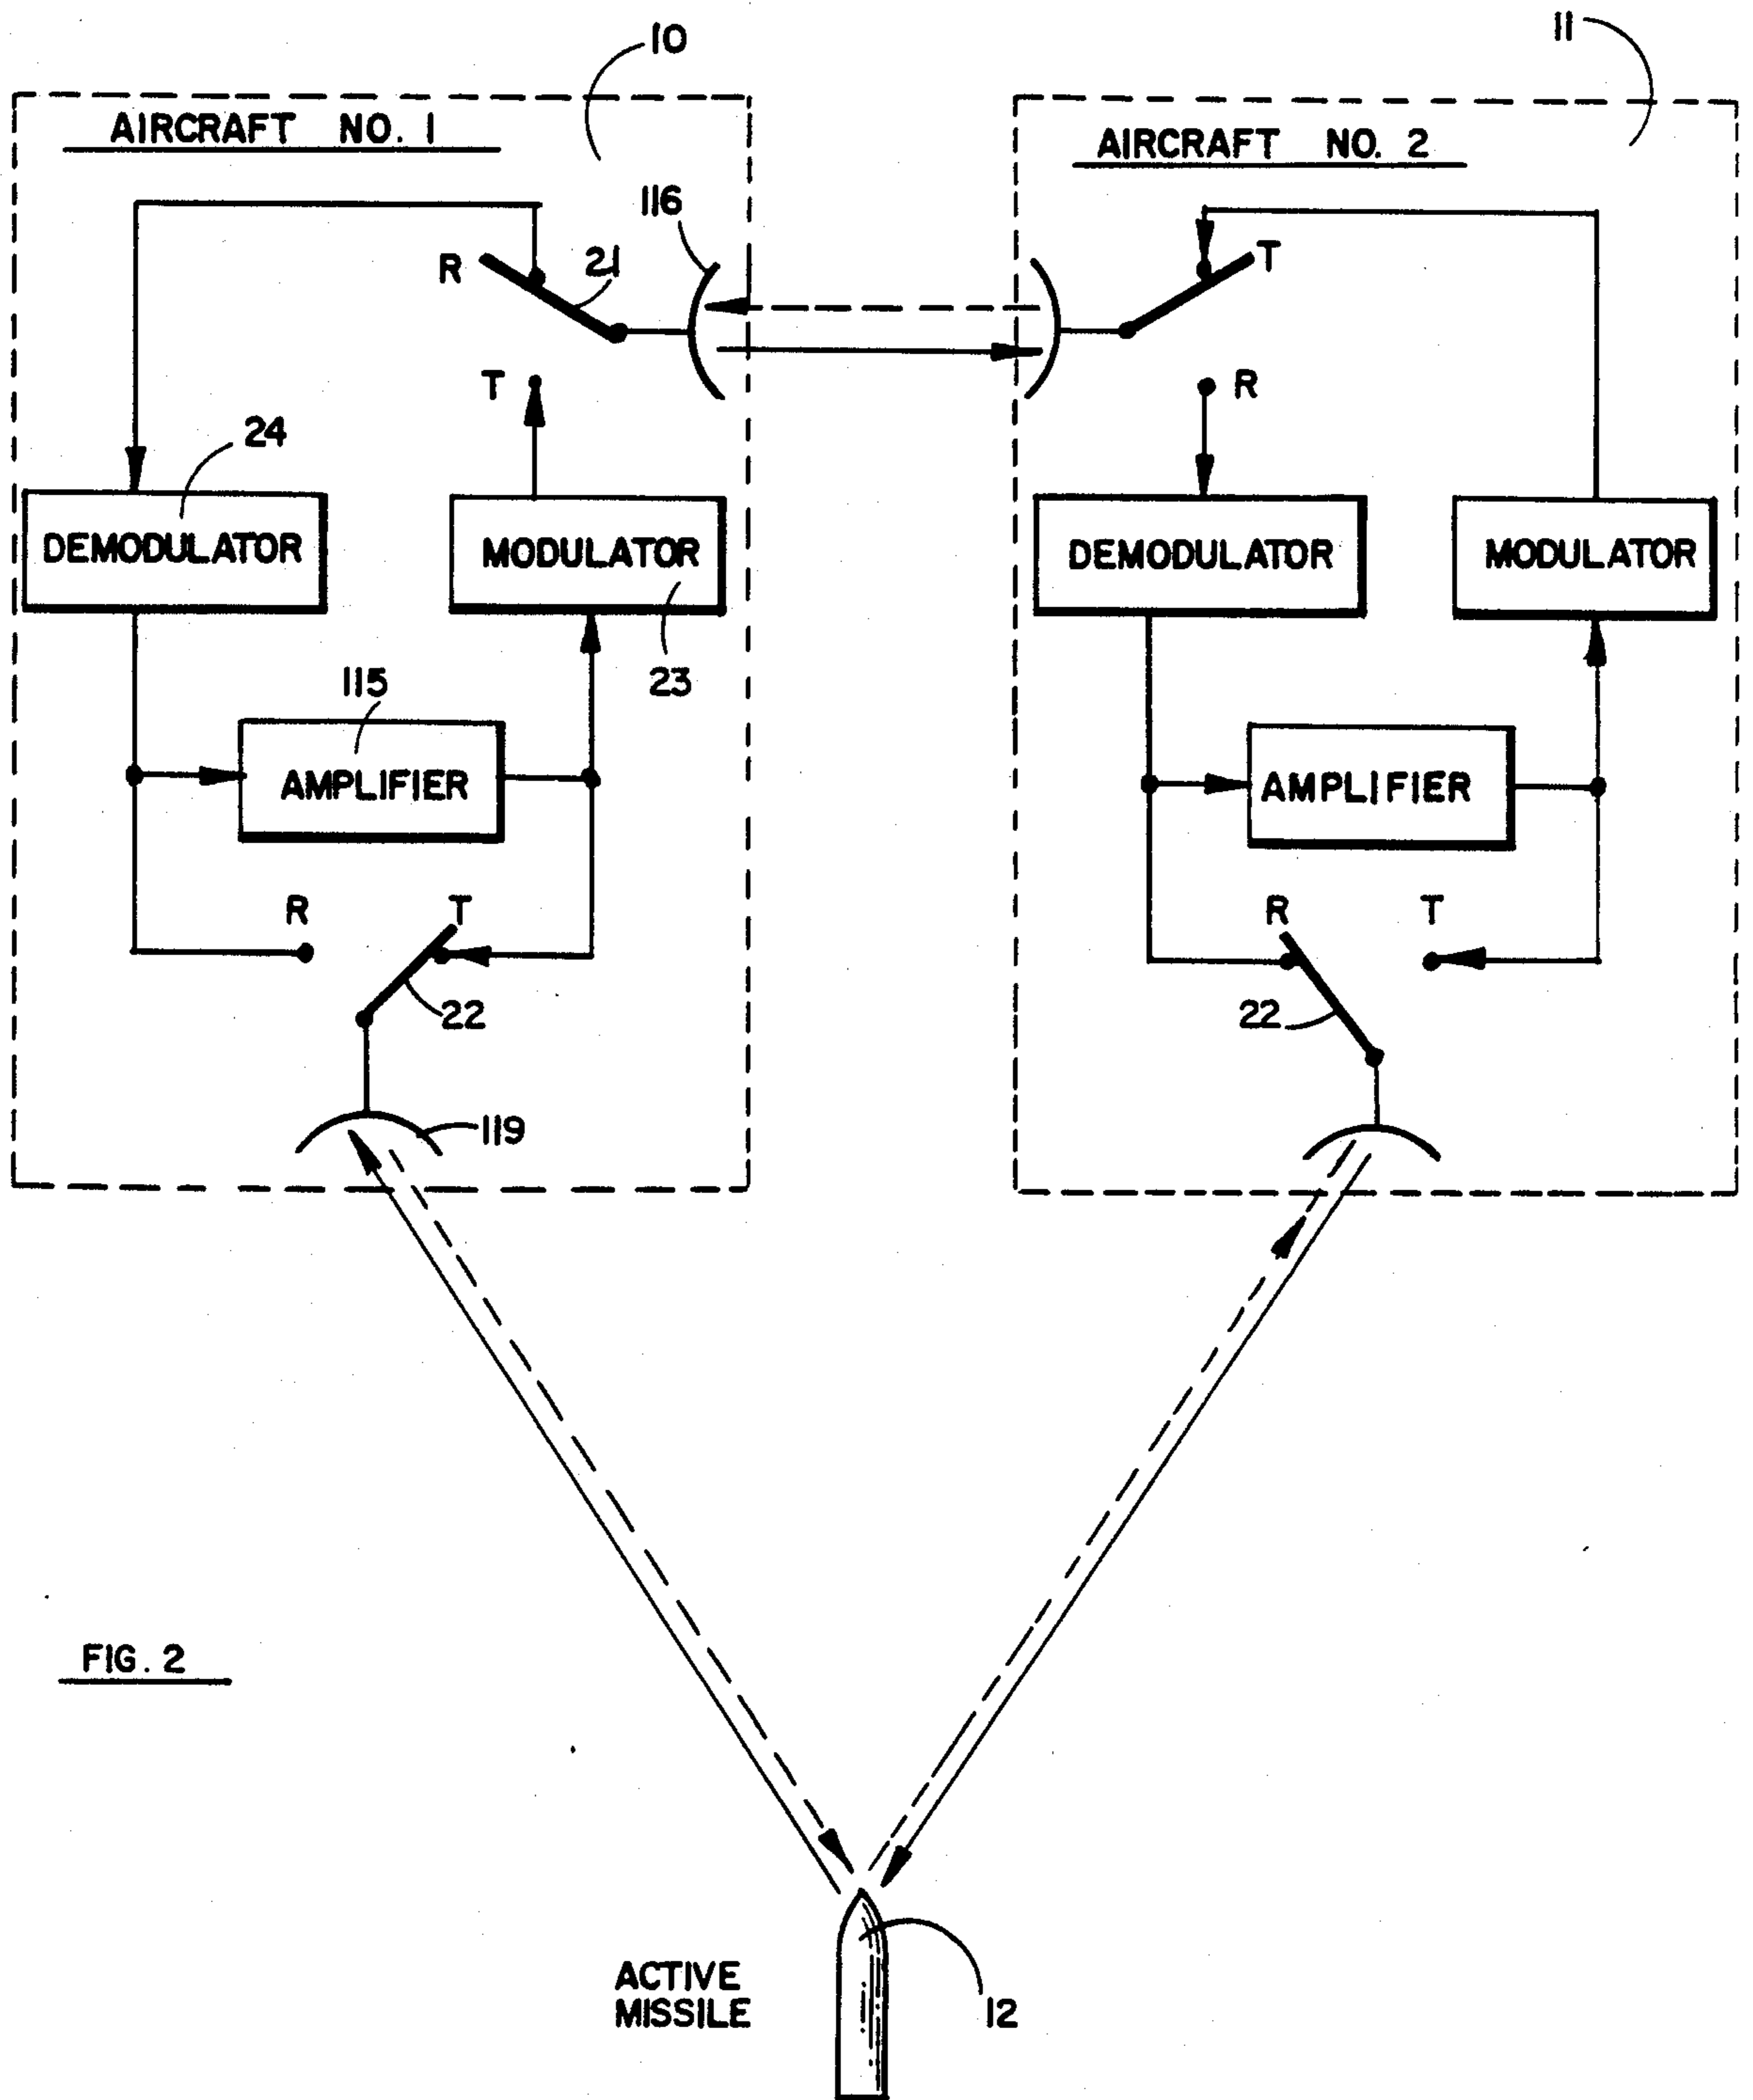 10
11
AIRCRAFT NO. 1
AIRCRAFT NO. 2
116
R
21
T
T
R
24
DEMODULATOR
MODULATOR
DEMODULATOR
MODULATOR
115
23
AMPLIFIER
AMPLIFIER
R
T
R
T
22
22
119
FIG. 2
ACTIVE
MISSILE
12